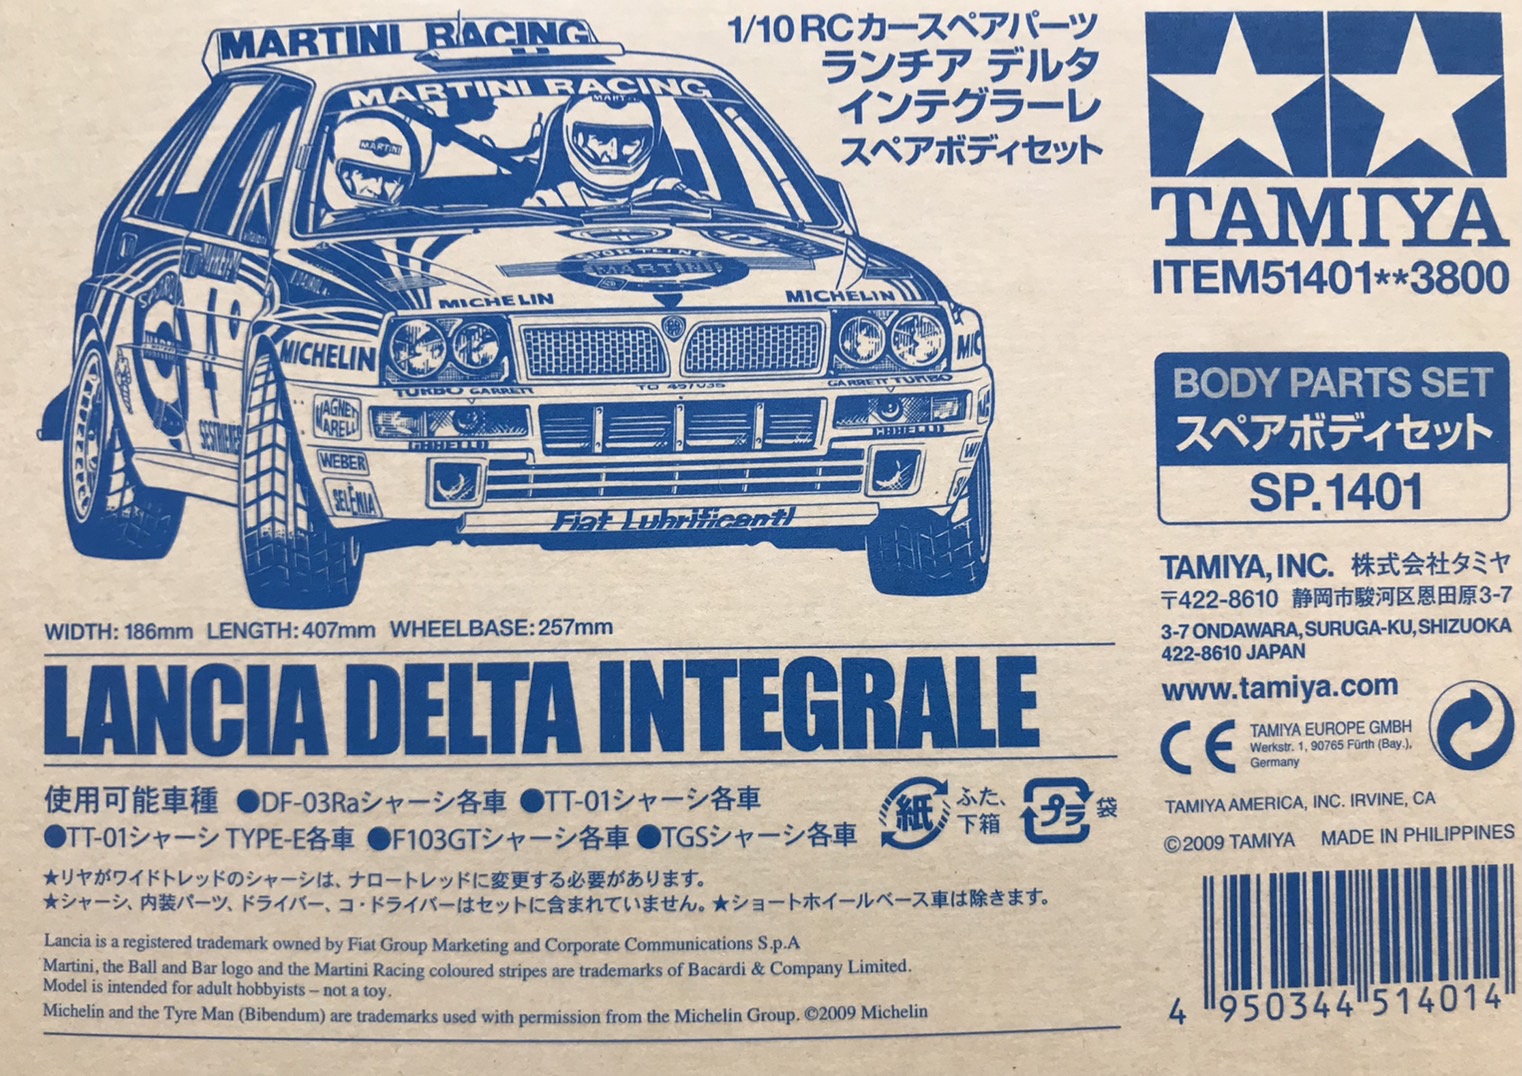 MARTINI RACING
MARTINI RACING
MARTINI
MARTINI
MICHELIN
MICHELIN
MICHELIN
TURBO GARRETT
GARRETT TURBO
TO 497V35
MAGNETI
MARELLI
WEBER
SELĒNIA
CARELLO
CARELLO
4
SESTRIERE
Fiat Lubrificanti
1/10 RCカースペアパーツ
ランチア デルタ
インテグラーレ
スペアボディセット
TAMIYA
ITEM51401**3800
BODY PARTS SET
スペアボディセット
SP.1401
TAMIYA, INC. 株式会社タミヤ
〒422-8610 静岡市駿河区恩田原3-7
3-7 ONDAWARA, SURUGA-KU, SHIZUOKA
422-8610 JAPAN
www.tamiya.com
CE
TAMIYA EUROPE GMBH
Werkstr. 1, 90765 Fürth (Bay.),
Germany
TAMIYA AMERICA, INC. IRVINE, CA
©2009 TAMIYA MADE IN PHILIPPINES
4 950344 514014
WIDTH: 186mm LENGTH: 407mm WHEELBASE: 257mm
LANCIA DELTA INTEGRALE
使用可能車種 ●DF-03Raシャーシ各車 ●TT-01シャーシ各車
●TT-01シャーシ TYPE-E各車 ●F103GTシャーシ各車 ●TGSシャーシ各車
紙 ふた、
下箱
プラ 袋
★リヤがワイドトレッドのシャーシは、ナロートレッドに変更する必要があります。
★シャーシ、内装パーツ、ドライバー、コ・ドライバーはセットに含まれていません。★ショートホイールベース車は除きます。
Lancia is a registered trademark owned by Fiat Group Marketing and Corporate Communications S.p.A
Martini, the Ball and Bar logo and the Martini Racing coloured stripes are trademarks of Bacardi & Company Limited.
Model is intended for adult hobbyists – not a toy.
Michelin and the Tyre Man (Bibendum) are trademarks used with permission from the Michelin Group. ©2009 Michelin